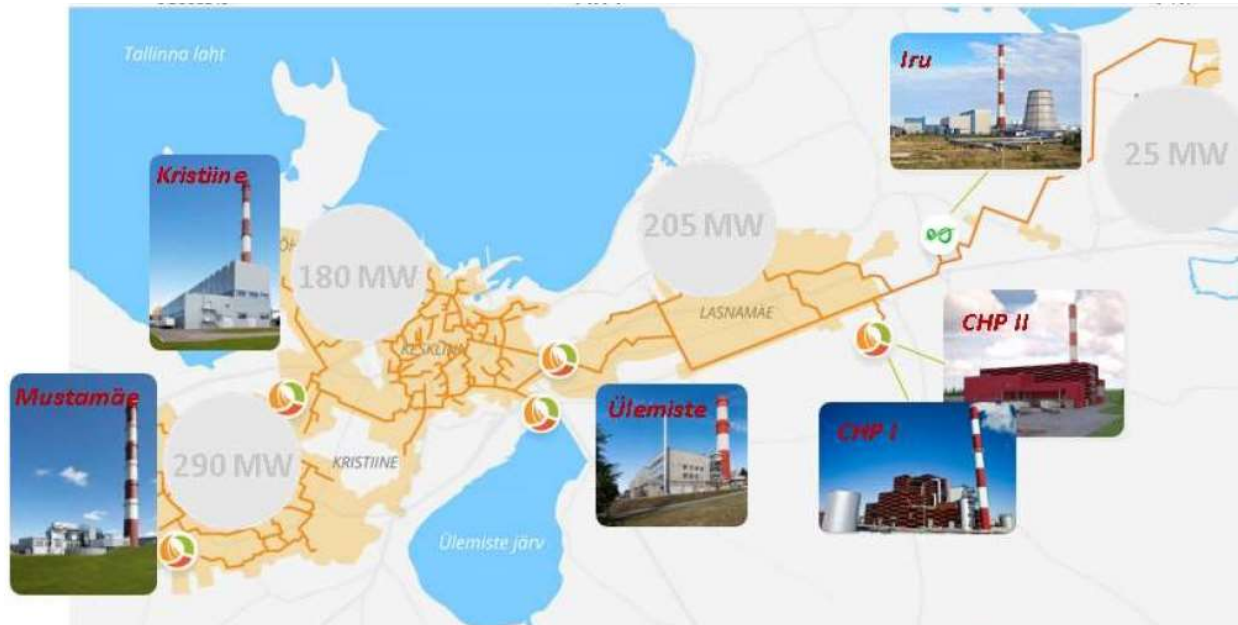 Tallinna laht
Iru
Kristiine
25 MW
205 MW
180 MW
LASNAMÄE
KESKLINN
CHP II
Mustamäe
Ülemiste
CHP I
290 MW
KRISTIINE
Ülemiste järv